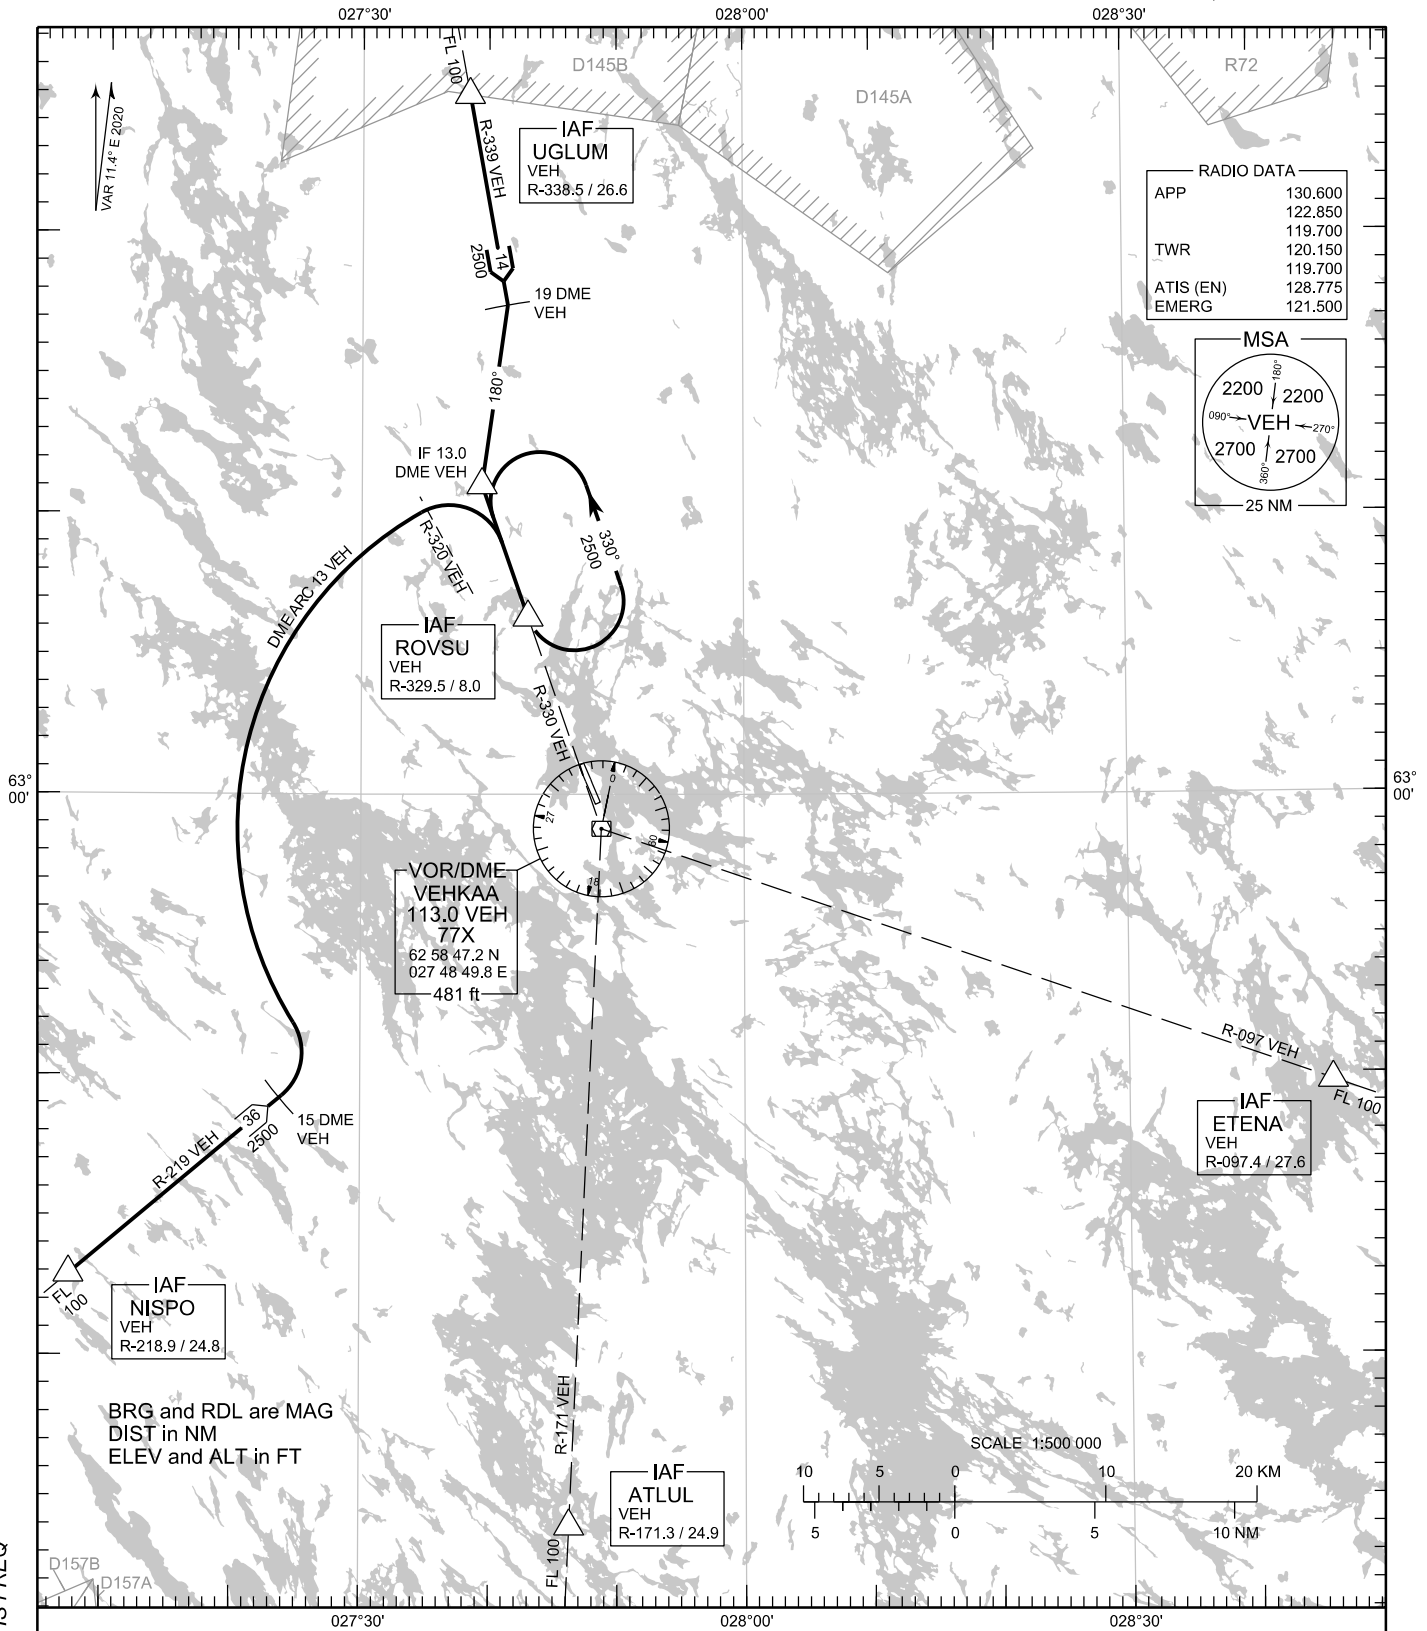 027°30'
028°00'
028°30'
FL 100
D145B
D145A
R72
VAR 11.4° E 2020
R-339 VEH
IAF
UGLUM
VEH
R-338.5 / 26.6
RADIO DATA
APP 130.600
122.850
119.700
TWR 120.150
119.700
ATIS (EN) 128.775
EMERG 121.500
14
2500
19 DME
VEH
MSA
180°
2200 2200
090° VEH 270°
2700 2700
360°
25 NM
180°
IF 13.0
DME VEH
330°
2500
R-320 VEH
DME ARC 13 VEH
IAF
ROVSU
VEH
R-329.5 / 8.0
R-330 VEH
63°
00'
63°
00'
0
27
09
18
VOR/DME
VEHKAA
113.0 VEH
77X
62 58 47.2 N
027 48 49.8 E
481 ft
R-097 VEH
FL 100
IAF
ETENA
VEH
R-097.4 / 27.6
15 DME
VEH
36
2500
R-219 VEH
FL
100
IAF
NISPO
VEH
R-218.9 / 24.8
BRG and RDL are MAG
DIST in NM
ELEV and ALT in FT
R-171 VEH
IAF
ATLUL
VEH
R-171.3 / 24.9
FL 100
SCALE 1:500 000
10 5 0 10 20 KM
5 0 5 10 NM
D157B
D157A
027°30'
028°00'
028°30'